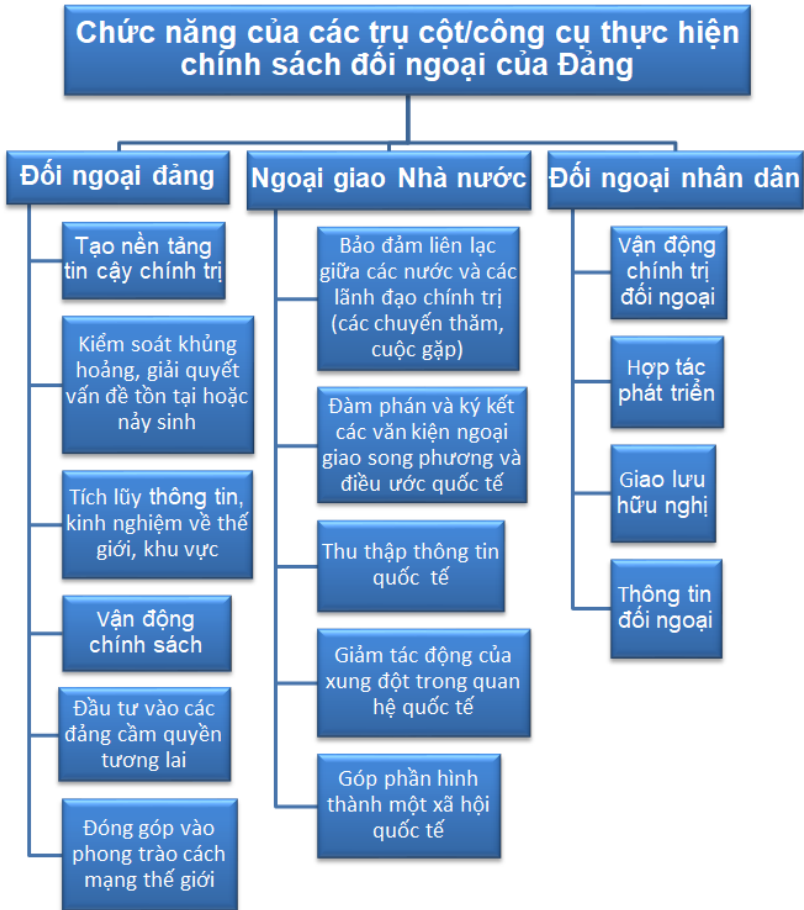 Chức năng của các trụ cột/công cụ thực hiện
chính sách đối ngoại của Đảng
Đối ngoại đảng
Tạo nền tảng
tin cậy chính trị
Kiểm soát khủng
hoảng, giải quyết
vấn đề tồn tại hoặc
nảy sinh
Tích lũy thông tin,
kinh nghiệm về thế
giới, khu vực
Vận động
chính sách
Đầu tư vào các
đảng cầm quyền
tương lai
Đóng góp vào
phong trào cách
mạng thế giới
Ngoại giao Nhà nước
Bảo đảm liên lạc
giữa các nước và các
lãnh đạo chính trị
(các chuyến thăm,
cuộc gặp)
Đàm phán và ký kết
các văn kiện ngoại
giao song phương và
điều ước quốc tế
Thu thập thông tin
quốc tế
Giảm tác động của
xung đột trong quan
hệ quốc tế
Góp phần hình
thành một xã hội
quốc tế
Đối ngoại nhân dân
Vận động
chính trị
đối ngoại
Hợp tác
phát triển
Giao lưu
hữu nghị
Thông tin
đối ngoại